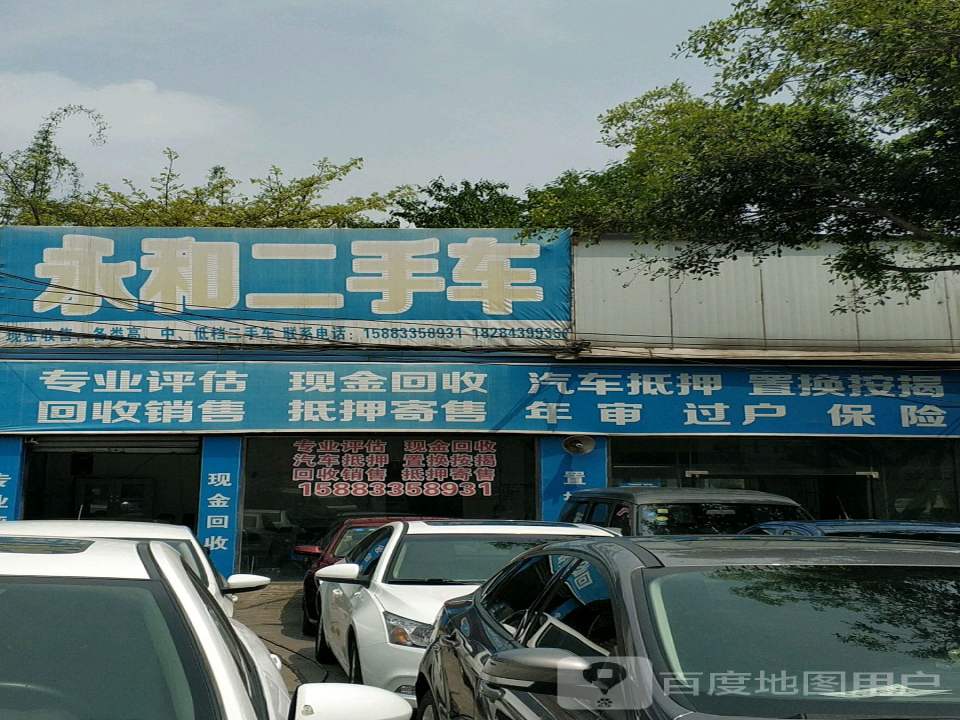 永和二手车
现金收售：各类高、中、低档二手车 联系电话：15883358931 182843993
专业评估 现金回收 汽车抵押 置换按揭
回收销售 抵押寄售 年审 过户 保险
专业评估 现金回收
汽车抵押 置换按揭
回收销售 抵押寄售
15883358931
专业
现金回收
置
百度地图用户